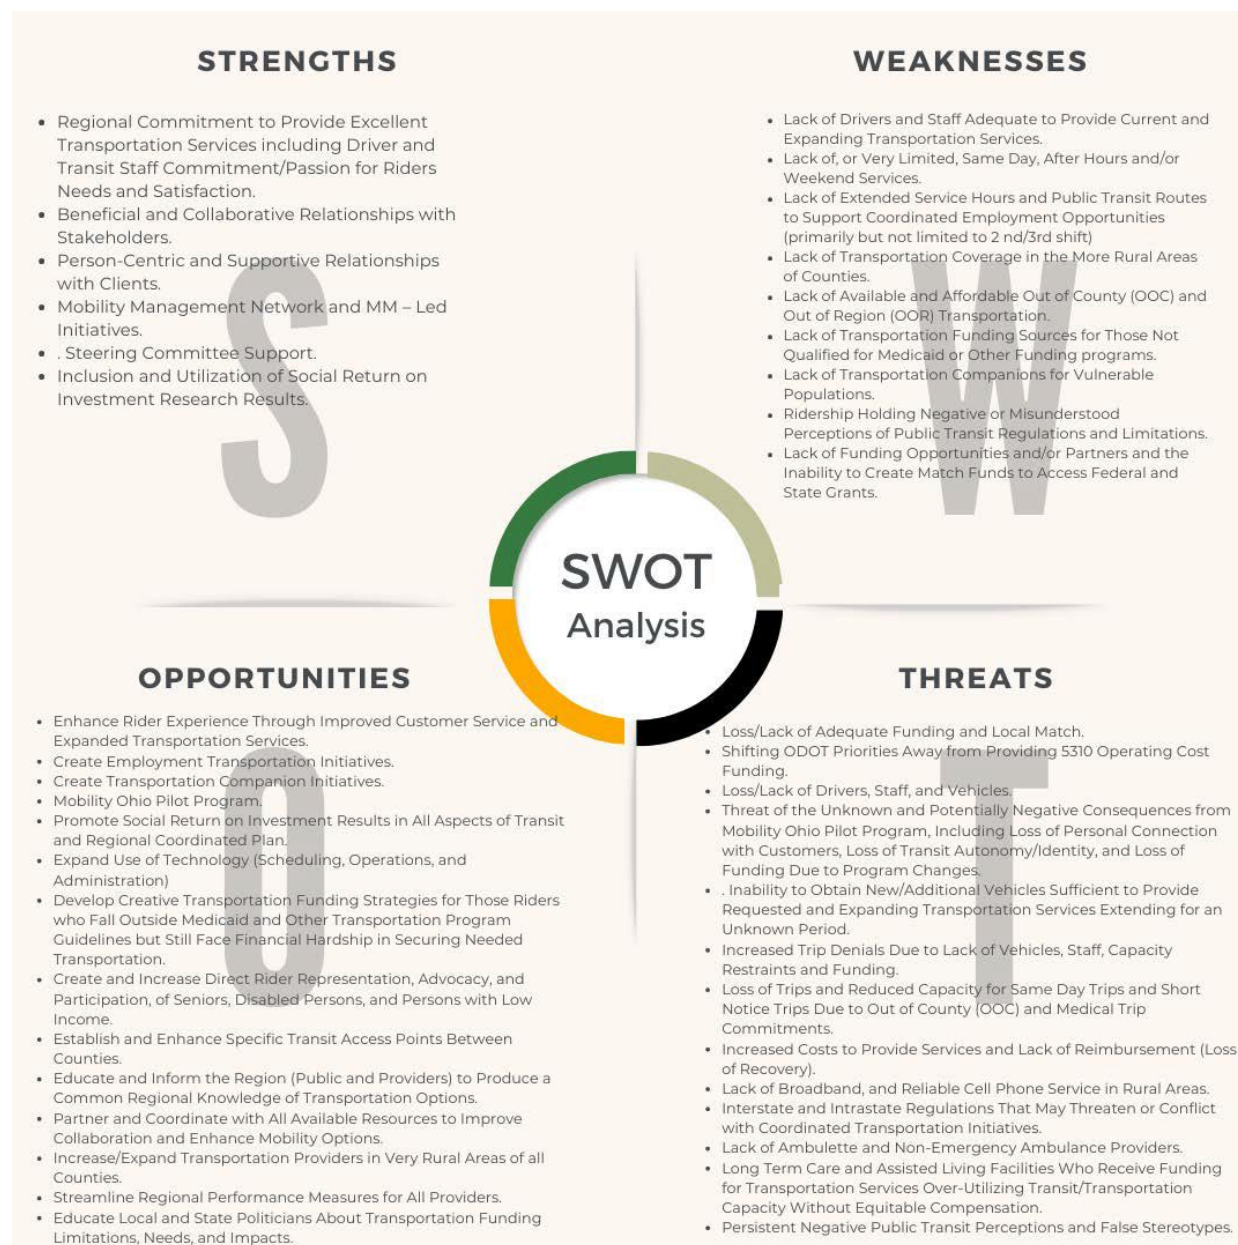 STRENGTHS
• Regional Commitment to Provide Excellent
Transportation Services including Driver and
Transit Staff Commitment/Passion for Riders
Needs and Satisfaction.
• Beneficial and Collaborative Relationships with
Stakeholders.
• Person-Centric and Supportive Relationships
with Clients.
• Mobility Management Network and MM – Led
Initiatives.
• . Steering Committee Support.
• Inclusion and Utilization of Social Return on
Investment Research Results.
S
WEAKNESSES
• Lack of Drivers and Staff Adequate to Provide Current and
Expanding Transportation Services.
• Lack of, or Very Limited, Same Day, After Hours and/or
Weekend Services.
• Lack of Extended Service Hours and Public Transit Routes
to Support Coordinated Employment Opportunities
(primarily but not limited to 2 nd/3rd shift)
• Lack of Transportation Coverage in the More Rural Areas
of Counties.
• Lack of Available and Affordable Out of County (OOC) and
Out of Region (OOR) Transportation.
• Lack of Transportation Funding Sources for Those Not
Qualified for Medicaid or Other Funding programs.
• Lack of Transportation Companions for Vulnerable
Populations.
• Ridership Holding Negative or Misunderstood
Perceptions of Public Transit Regulations and Limitations.
• Lack of Funding Opportunities and/or Partners and the
Inability to Create Match Funds to Access Federal and
State Grants.
W
SWOT
Analysis
OPPORTUNITIES
• Enhance Rider Experience Through Improved Customer Service and
Expanded Transportation Services.
• Create Employment Transportation Initiatives.
• Create Transportation Companion Initiatives.
• Mobility Ohio Pilot Program.
• Promote Social Return on Investment Results in All Aspects of Transit
and Regional Coordinated Plan.
• Expand Use of Technology (Scheduling, Operations, and
Administration)
• Develop Creative Transportation Funding Strategies for Those Riders
who Fall Outside Medicaid and Other Transportation Program
Guidelines but Still Face Financial Hardship in Securing Needed
Transportation.
• Create and Increase Direct Rider Representation, Advocacy, and
Participation, of Seniors, Disabled Persons, and Persons with Low
Income.
• Establish and Enhance Specific Transit Access Points Between
Counties.
• Educate and Inform the Region (Public and Providers) to Produce a
Common Regional Knowledge of Transportation Options.
• Partner and Coordinate with All Available Resources to Improve
Collaboration and Enhance Mobility Options.
• Increase/Expand Transportation Providers in Very Rural Areas of all
Counties.
• Streamline Regional Performance Measures for All Providers.
• Educate Local and State Politicians About Transportation Funding
Limitations, Needs, and Impacts.
O
THREATS
• Loss/Lack of Adequate Funding and Local Match.
• Shifting ODOT Priorities Away from Providing 5310 Operating Cost
Funding.
• Loss/Lack of Drivers, Staff, and Vehicles.
• Threat of the Unknown and Potentially Negative Consequences from
Mobility Ohio Pilot Program, Including Loss of Personal Connection
with Customers, Loss of Transit Autonomy/Identity, and Loss of
Funding Due to Program Changes.
• . Inability to Obtain New/Additional Vehicles Sufficient to Provide
Requested and Expanding Transportation Services Extending for an
Unknown Period.
• Increased Trip Denials Due to Lack of Vehicles, Staff, Capacity
Restraints and Funding.
• Loss of Trips and Reduced Capacity for Same Day Trips and Short
Notice Trips Due to Out of County (OOC) and Medical Trip
Commitments.
• Increased Costs to Provide Services and Lack of Reimbursement (Loss
of Recovery).
• Lack of Broadband, and Reliable Cell Phone Service in Rural Areas.
• Interstate and Intrastate Regulations That May Threaten or Conflict
with Coordinated Transportation Initiatives.
• Lack of Ambulette and Non-Emergency Ambulance Providers.
• Long Term Care and Assisted Living Facilities Who Receive Funding
for Transportation Services Over-Utilizing Transit/Transportation
Capacity Without Equitable Compensation.
• Persistent Negative Public Transit Perceptions and False Stereotypes.
T